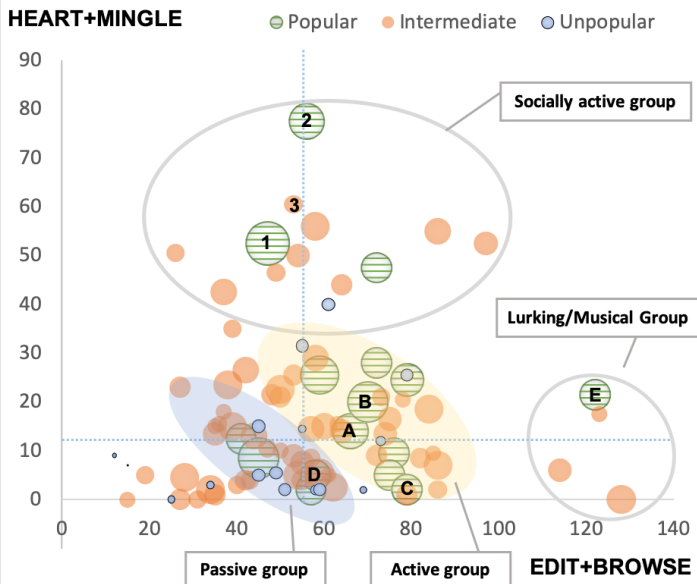 HEART+MINGLE
Popular Intermediate Unpopular
90
80
70
60
50
40
30
20
10
0
2
3
1
Socially active group
Lurking/Musical Group
E
B
A
D
C
0 20 40 60 80 100 120 140
Passive group
Active group
EDIT+BROWSE